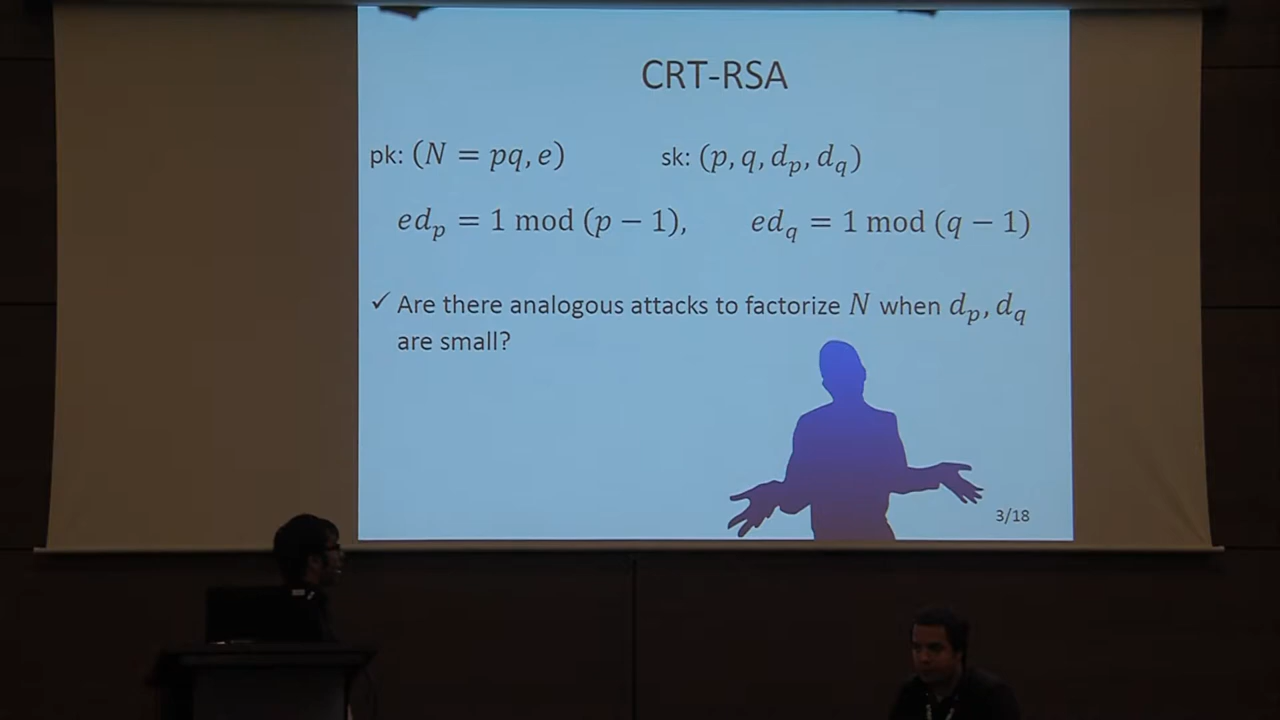 CRT-RSA
pk: (N = pq, e) sk: (p, q, d_p, d_q)
ed_p = 1 mod (p − 1), ed_q = 1 mod (q − 1)
✓ Are there analogous attacks to factorize N when d_p, d_q
are small?
3/18